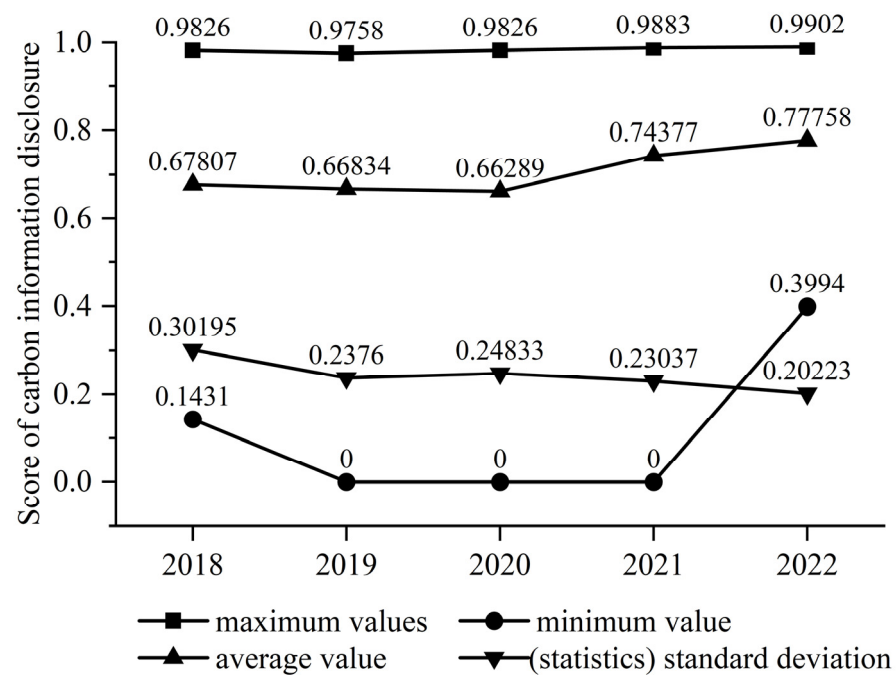 0.9826 0.9758 0.9826 0.9883 0.9902
1.0
0.8
0.67807 0.66834 0.66289 0.74377 0.77758
0.6
0.4
0.30195 0.2376 0.24833 0.23037 0.3994
0.2
0.1431 0 0 0 0.20223
0.0
Score of carbon information disclosure
2018 2019 2020 2021 2022
maximum values minimum value
average value (statistics) standard deviation